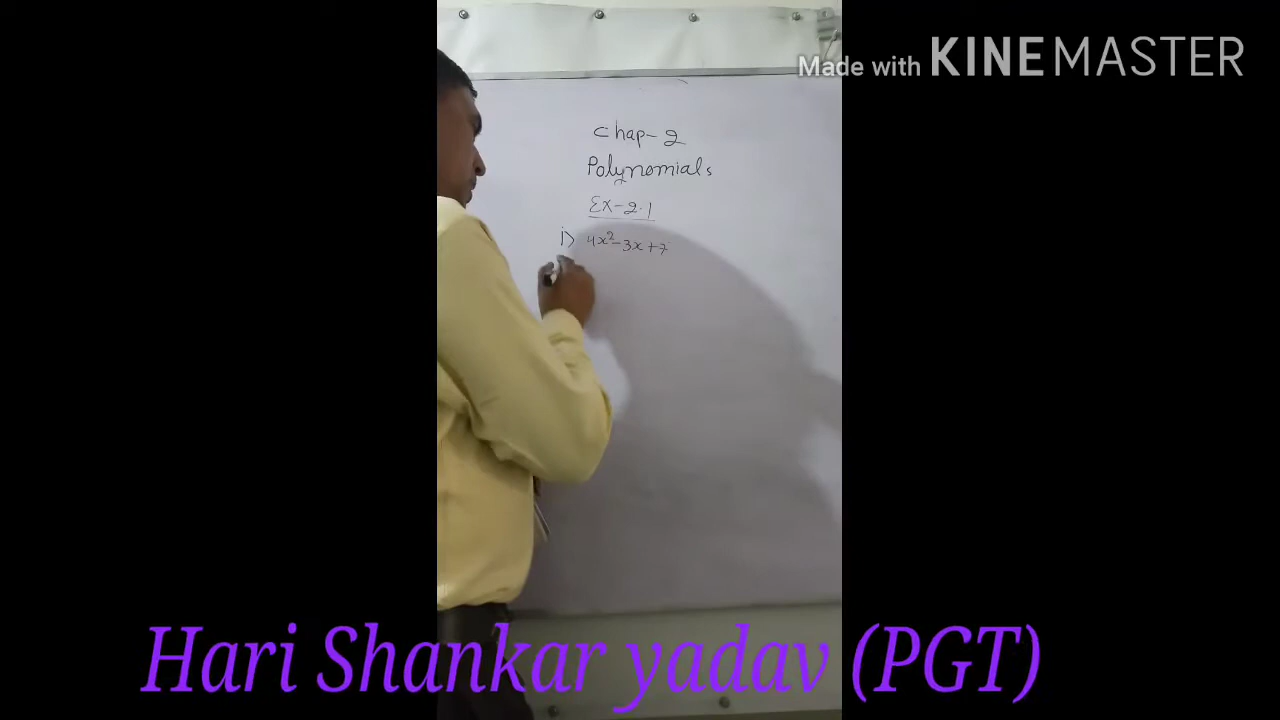 Made with KINEMASTER
Chap-2
Polynomials
Ex-2.1
i> 4x²-3x+7
Hari Shankar yadav (PGT)